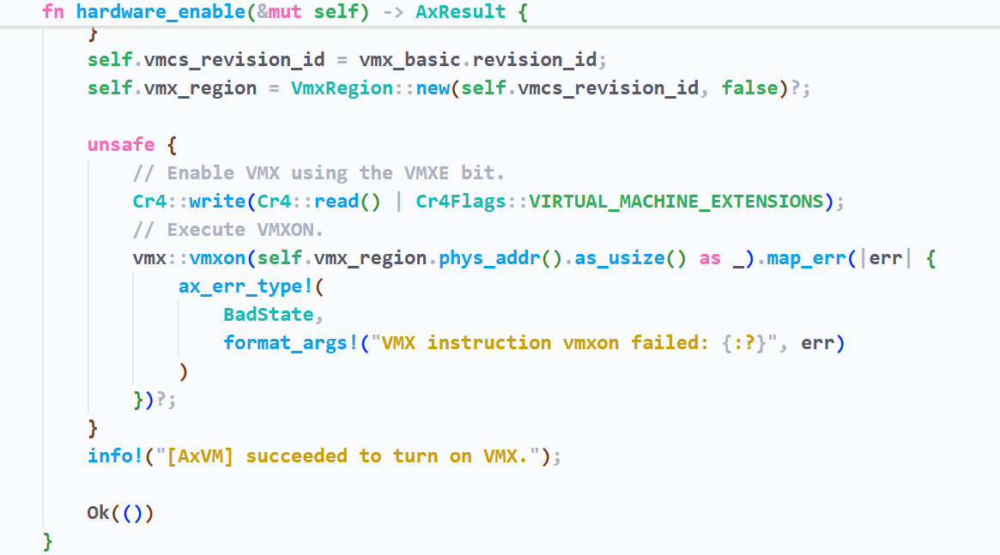 fn hardware_enable(&mut self) -> AxResult {
}
self.vmcs_revision_id = vmx_basic.revision_id;
self.vmx_region = VmxRegion::new(self.vmcs_revision_id, false)?;
unsafe {
// Enable VMX using the VMXE bit.
Cr4::write(Cr4::read() | Cr4Flags::VIRTUAL_MACHINE_EXTENSIONS);
// Execute VMXON.
vmx::vmxon(self.vmx_region.phys_addr().as_usize() as _).map_err(|err| {
ax_err_type!(
BadState,
format_args!("VMX instruction vmxon failed: {:?}", err)
)
})?;
}
info!("[AxVM] succeeded to turn on VMX.");
Ok(())
}